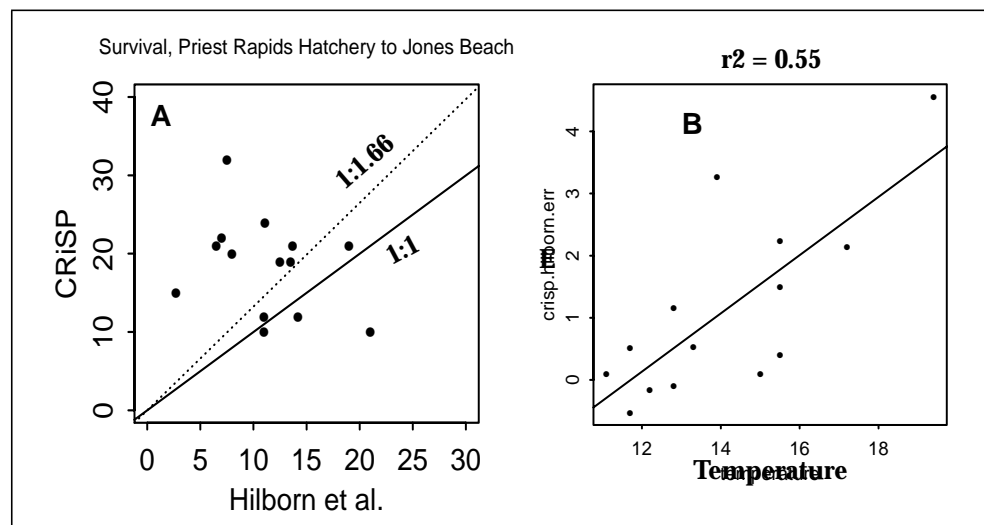 Survival, Priest Rapids Hatchery to Jones Beach
A
40
30
20
10
0
CRiSP
1:1.66
1:1
0 5 10 15 20 25 30
Hilborn et al.
r2 = 0.55
B
4
3
2
1
0
crisp.hilborn.err
12 14 16 18
Temperature
temperature